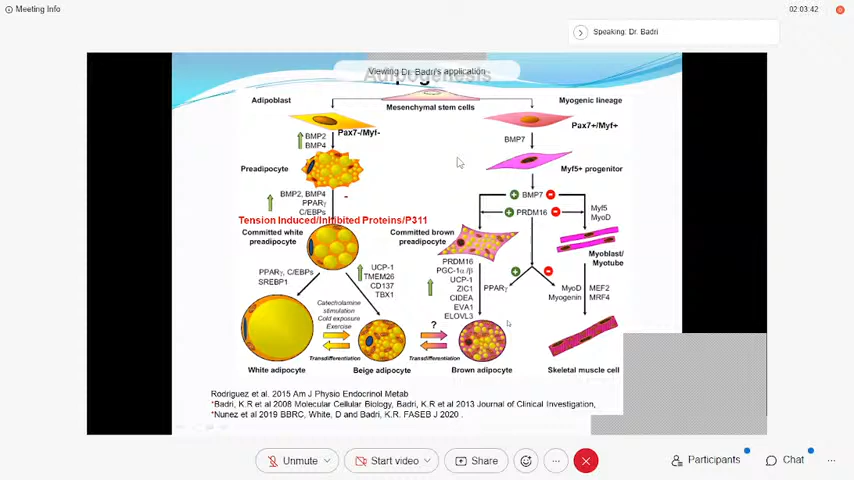 Meeting Info
02:03:42
Speaking: Dr. Badri
Viewing Dr. Badri's application
Adipogenesis
Adipoblast
Mesenchymal stem cells
Myogenic lineage
Pax7-/Myf-
Pax7+/Myf+
BMP2
BMP4
BMP7
Preadipocyte
Myf5+ progenitor
BMP2, BMP4
PPARγ
C/EBPs
-
+ BMP7 -
+ PRDM16 -
Myf5
MyoD
Tension Induced/Inhibited Proteins/P311
Committed white
preadipocyte
Committed brown
preadipocyte
Myoblast/
Myotube
PPARγ, C/EBPs
SREBP1
UCP-1
TMEM26
CD137
TBX1
PRDM16
PGC-1α/β
UCP-1
ZIC1
CIDEA
EVA1
ELOVL3
+ -
PPARγ
MyoD
Myogenin
MEF2
MRF4
Catecholamine
stimulation
Cold exposure
Exercise
?
Transdifferentiation
Transdifferentiation
White adipocyte
Beige adipocyte
Brown adipocyte
Skeletal muscle cell
Rodriguez et al. 2015 Am J Physio Endocrinol Metab
*Badri, K.R et al 2008 Molecular Cellular Biology, Badri, K.R et al 2013 Journal of Clinical Investigation,
*Nunez et al 2019 BBRC, White, D and Badri, K.R. FASEB J 2020 .
Unmute
Start video
Share
Participants
Chat